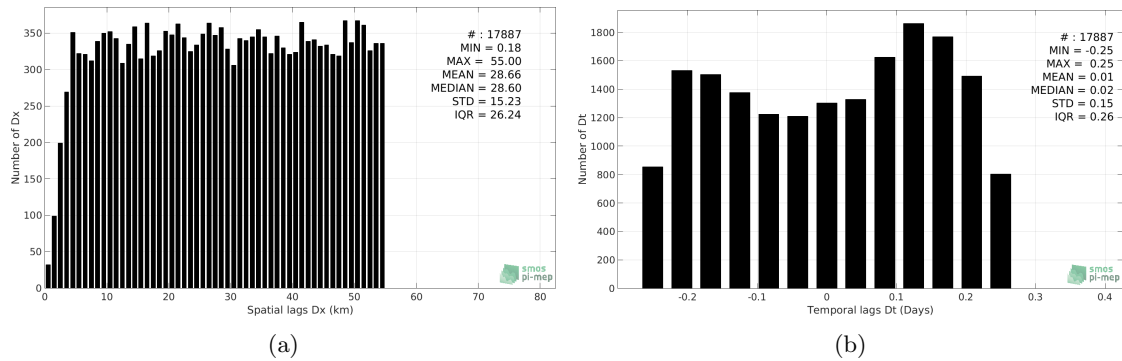 350
300
250
200
150
100
50
0
Number of Dx
# : 17887
MIN = 0.18
MAX = 55.00
MEAN = 28.66
MEDIAN = 28.60
STD = 15.23
IQR = 26.24
smos
pi-mep
0 10 20 30 40 50 60 70 80
Spatial lags Dx (km)
(a)
1800
1600
1400
1200
1000
800
600
400
200
0
Number of Dt
# : 17887
MIN = -0.25
MAX = 0.25
MEAN = 0.01
MEDIAN = 0.02
STD = 0.15
IQR = 0.26
smos
pi-mep
-0.2 -0.1 0 0.1 0.2 0.3 0.4
Temporal lags Dt (Days)
(b)